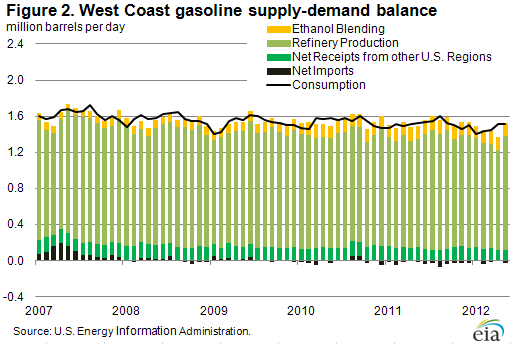 Figure 2. West Coast gasoline supply-demand balance
million barrels per day
Ethanol Blending
Refinery Production
Net Receipts from other U.S. Regions
Net Imports
Consumption
2.4
2.0
1.6
1.2
0.8
0.4
0.0
-0.4
2007 2008 2009 2010 2011 2012
Source: U.S. Energy Information Administration.
eia